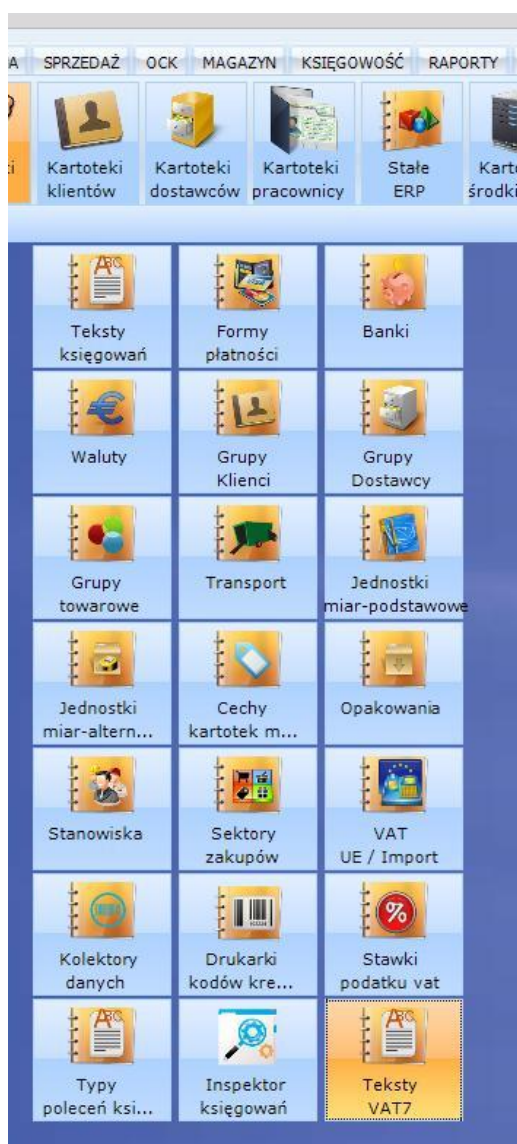 A SPRZEDAŻ OCK MAGAZYN KSIĘGOWOŚĆ RAPORTY
Kartoteki klientów
Kartoteki dostawców
Kartoteki pracownicy
Stałe ERP
Teksty księgowań
Formy płatności
Banki
Waluty
Grupy Klienci
Grupy Dostawcy
Grupy towarowe
Transport
Jednostki miar-podstawowe
Jednostki miar-altern...
Cechy kartotek m...
Opakowania
Stanowiska
Sektory zakupów
VAT UE / Import
Kolektory danych
Drukarki kodów kre...
Stawki podatku vat
Typy poleceń ksi...
Inspektor księgowań
Teksty VAT7